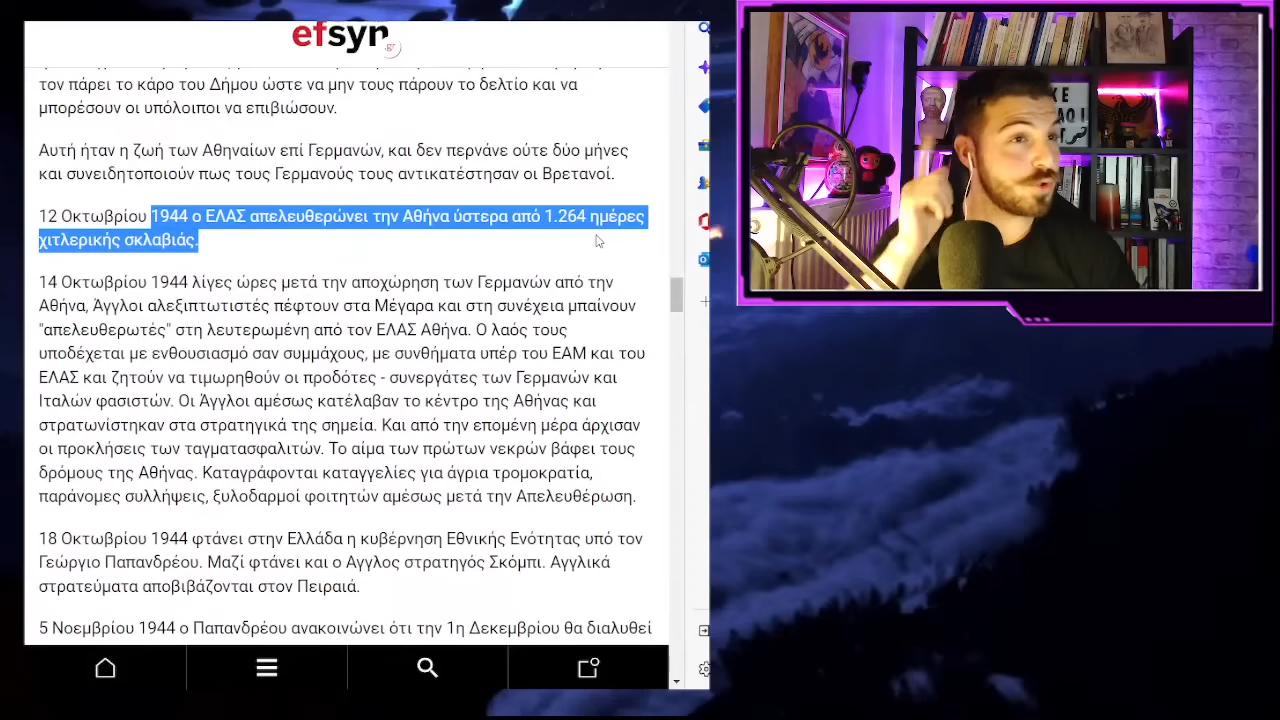 efsyn
.gr
τον πάρει το κάρο του Δήμου ώστε να μην τους πάρουν το δελτίο και να
μπορέσουν οι υπόλοιποι να επιβιώσουν.
Αυτή ήταν η ζωή των Αθηναίων επί Γερμανών, και δεν περνάνε ούτε δύο μήνες
και συνειδητοποιούν πως τους Γερμανούς τους αντικατέστησαν οι Βρετανοί.
12 Οκτωβρίου 1944 ο ΕΛΑΣ απελευθερώνει την Αθήνα ύστερα από 1.264 ημέρες
χιτλερικής σκλαβιάς.
14 Οκτωβρίου 1944 λίγες ώρες μετά την αποχώρηση των Γερμανών από την
Αθήνα, Άγγλοι αλεξιπτωτιστές πέφτουν στα Μέγαρα και στη συνέχεια μπαίνουν
"απελευθερωτές" στη λευτερωμένη από τον ΕΛΑΣ Αθήνα. Ο λαός τους
υποδέχεται με ενθουσιασμό σαν συμμάχους, με συνθήματα υπέρ του ΕΑΜ και του
ΕΛΑΣ και ζητούν να τιμωρηθούν οι προδότες - συνεργάτες των Γερμανών και
Ιταλών φασιστών. Οι Άγγλοι αμέσως κατέλαβαν το κέντρο της Αθήνας και
στρατωνίστηκαν στα στρατηγικά της σημεία. Και από την επομένη μέρα άρχισαν
οι προκλήσεις των ταγματασφαλιτών. Το αίμα των πρώτων νεκρών βάφει τους
δρόμους της Αθήνας. Καταγράφονται καταγγελίες για άγρια τρομοκρατία,
παράνομες συλλήψεις, ξυλοδαρμοί φοιτητών αμέσως μετά την Απελευθέρωση.
18 Οκτωβρίου 1944 φτάνει στην Ελλάδα η κυβέρνηση Εθνικής Ενότητας υπό τον
Γεώργιο Παπανδρέου. Μαζί φτάνει και ο Αγγλος στρατηγός Σκόμπι. Αγγλικά
στρατεύματα αποβιβάζονται στον Πειραιά.
5 Νοεμβρίου 1944 ο Παπανδρέου ανακοινώνει ότι την 1η Δεκεμβρίου θα διαλυθεί